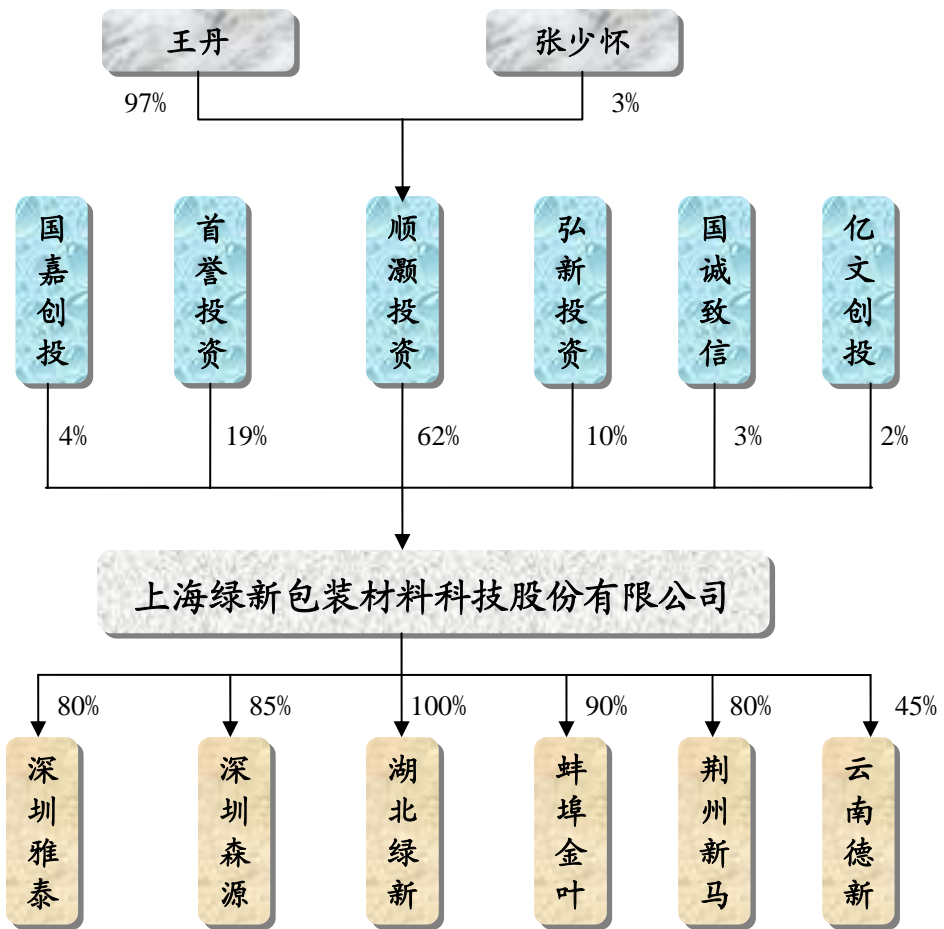 王丹
张少怀
97%
3%
国嘉创投
首誉投资
顺灏投资
弘新投资
国诚致信
亿文创投
4%
19%
62%
10%
3%
2%
上海绿新包装材料科技股份有限公司
80%
85%
100%
90%
80%
45%
深圳雅泰
深圳森源
湖北绿新
蚌埠金叶
荆州新马
云南德新